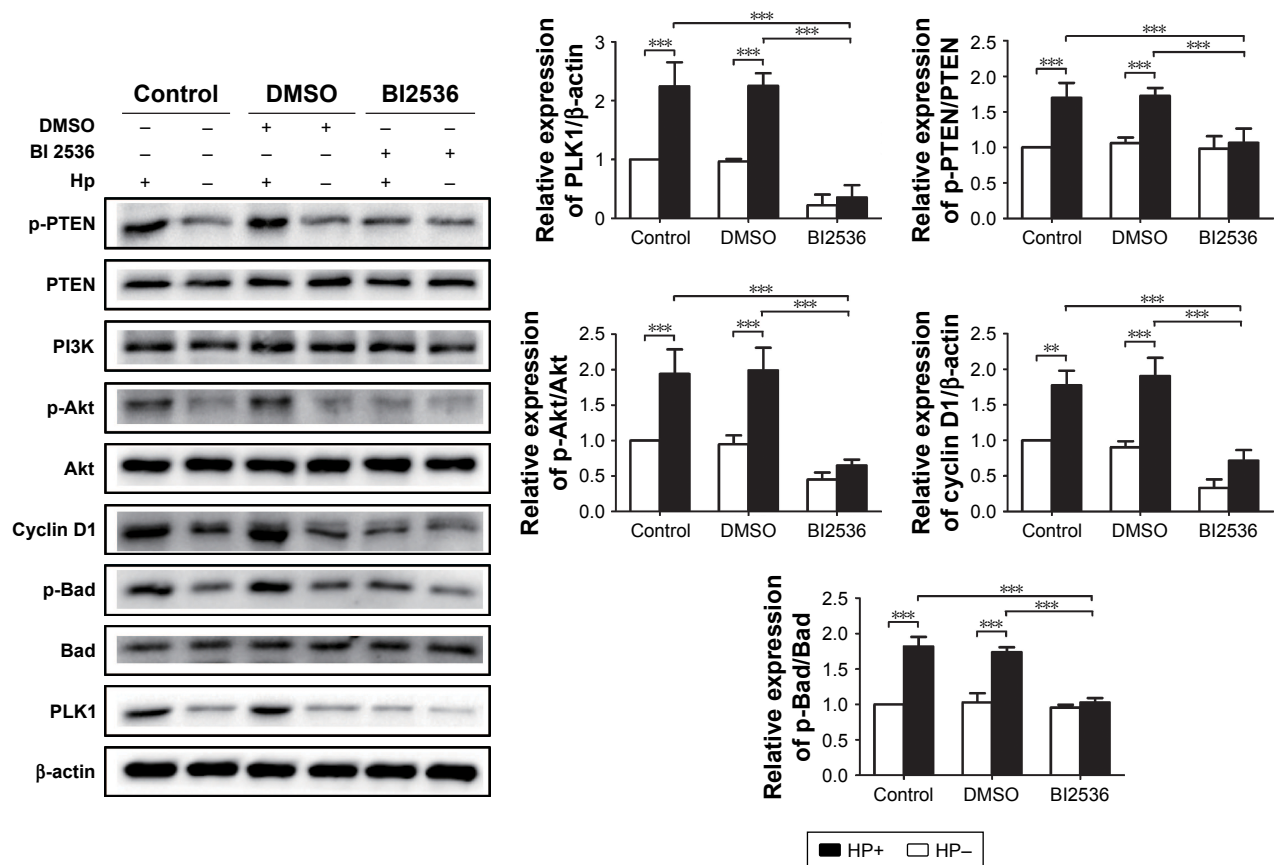 Control DMSO BI2536
DMSO – – + + – –
BI 2536 – – – – + +
Hp + – + – + –
p-PTEN
PTEN
PI3K
p-Akt
Akt
Cyclin D1
p-Bad
Bad
PLK1
β-actin
Relative expression
of PLK1/β-actin
3
2
1
0
***
***
***
***
Control DMSO BI2536
Relative expression
of p-PTEN/PTEN
2.5
2.0
1.5
1.0
0.5
0.0
***
***
***
***
Control DMSO BI2536
Relative expression
of p-Akt/Akt
2.5
2.0
1.5
1.0
0.5
0.0
***
***
***
***
Control DMSO BI2536
Relative expression
of cyclin D1/β-actin
2.5
2.0
1.5
1.0
0.5
0.0
***
***
**
***
Control DMSO BI2536
Relative expression
of p-Bad/Bad
2.5
2.0
1.5
1.0
0.5
0.0
***
***
***
***
Control DMSO BI2536
HP+ HP–